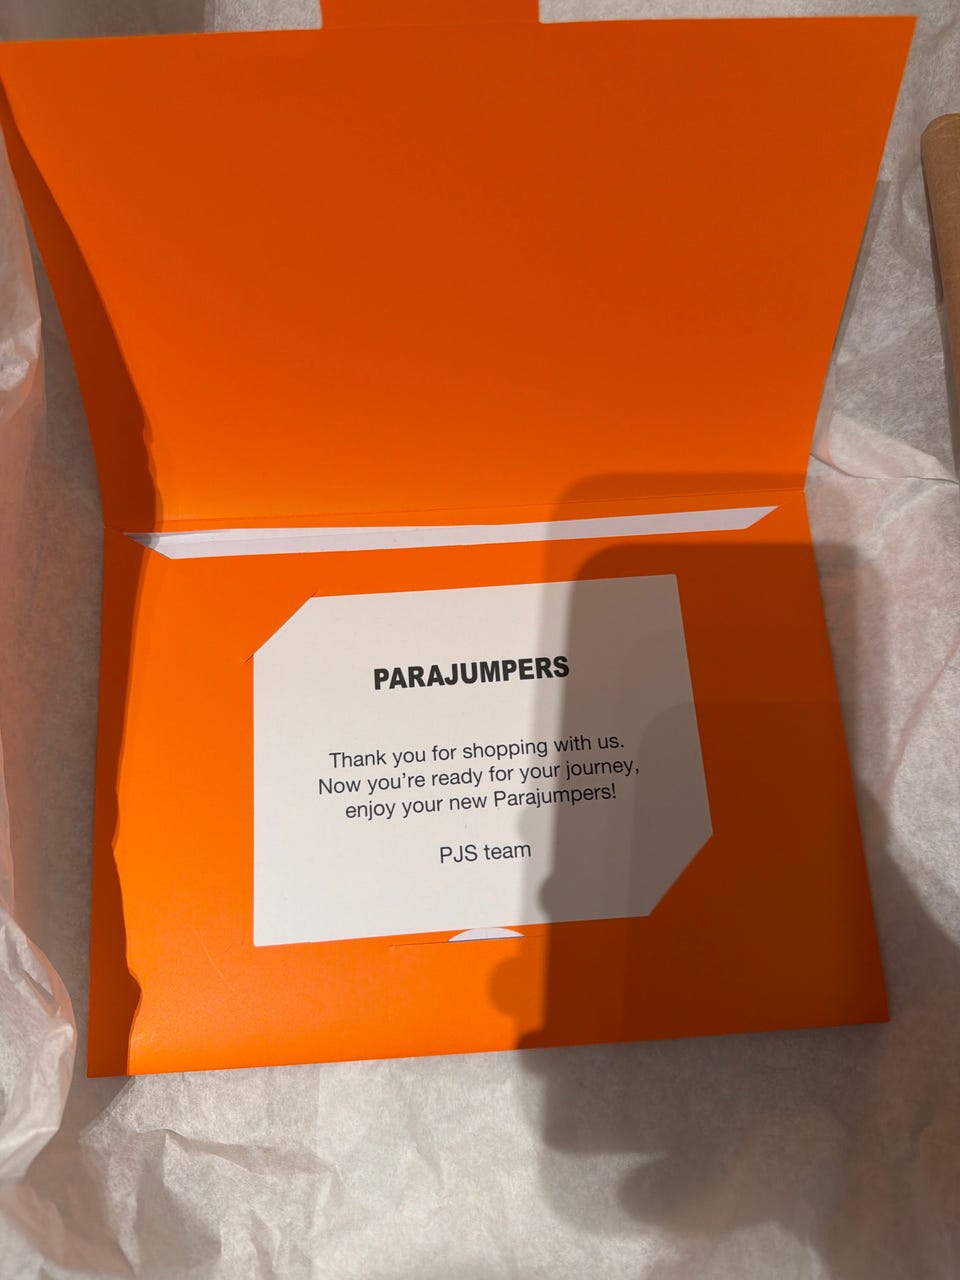 PARAJUMPERS
Thank you for shopping with us.
Now you’re ready for your journey,
enjoy your new Parajumpers!
PJS team